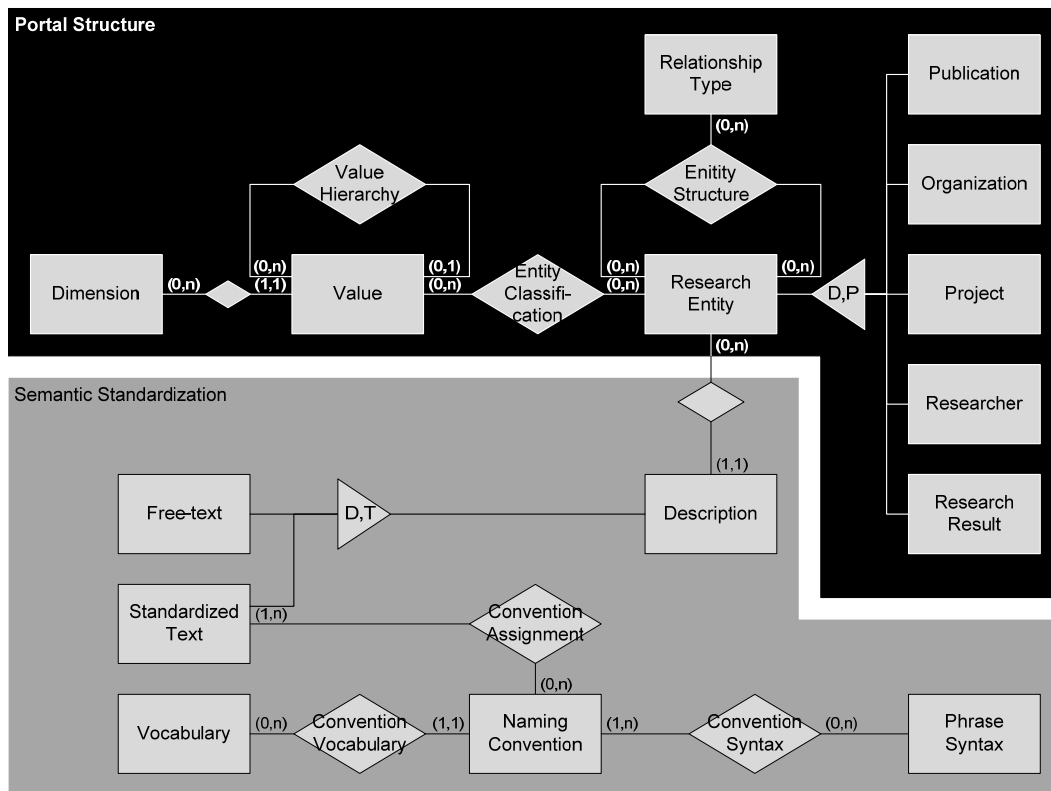 Portal Structure
Relationship
Type
(0,n)
Publication
Value
Hierarchy
Enitity
Structure
Organization
Dimension
(0,n)
(0,n)
(1,1)
Value
(0,1)
(0,n)
Entity
Classifi-
cation
(0,n)
(0,n)
Research
Entity
(0,n)
D,P
Project
(0,n)
Researcher
Research
Result
Semantic Standardization
(1,1)
Free-text
D,T
Description
Standardized
Text
(1,n)
Convention
Assignment
(0,n)
Vocabulary
(0,n)
Convention
Vocabulary
(1,1)
Naming
Convention
(1,n)
Convention
Syntax
(0,n)
Phrase
Syntax